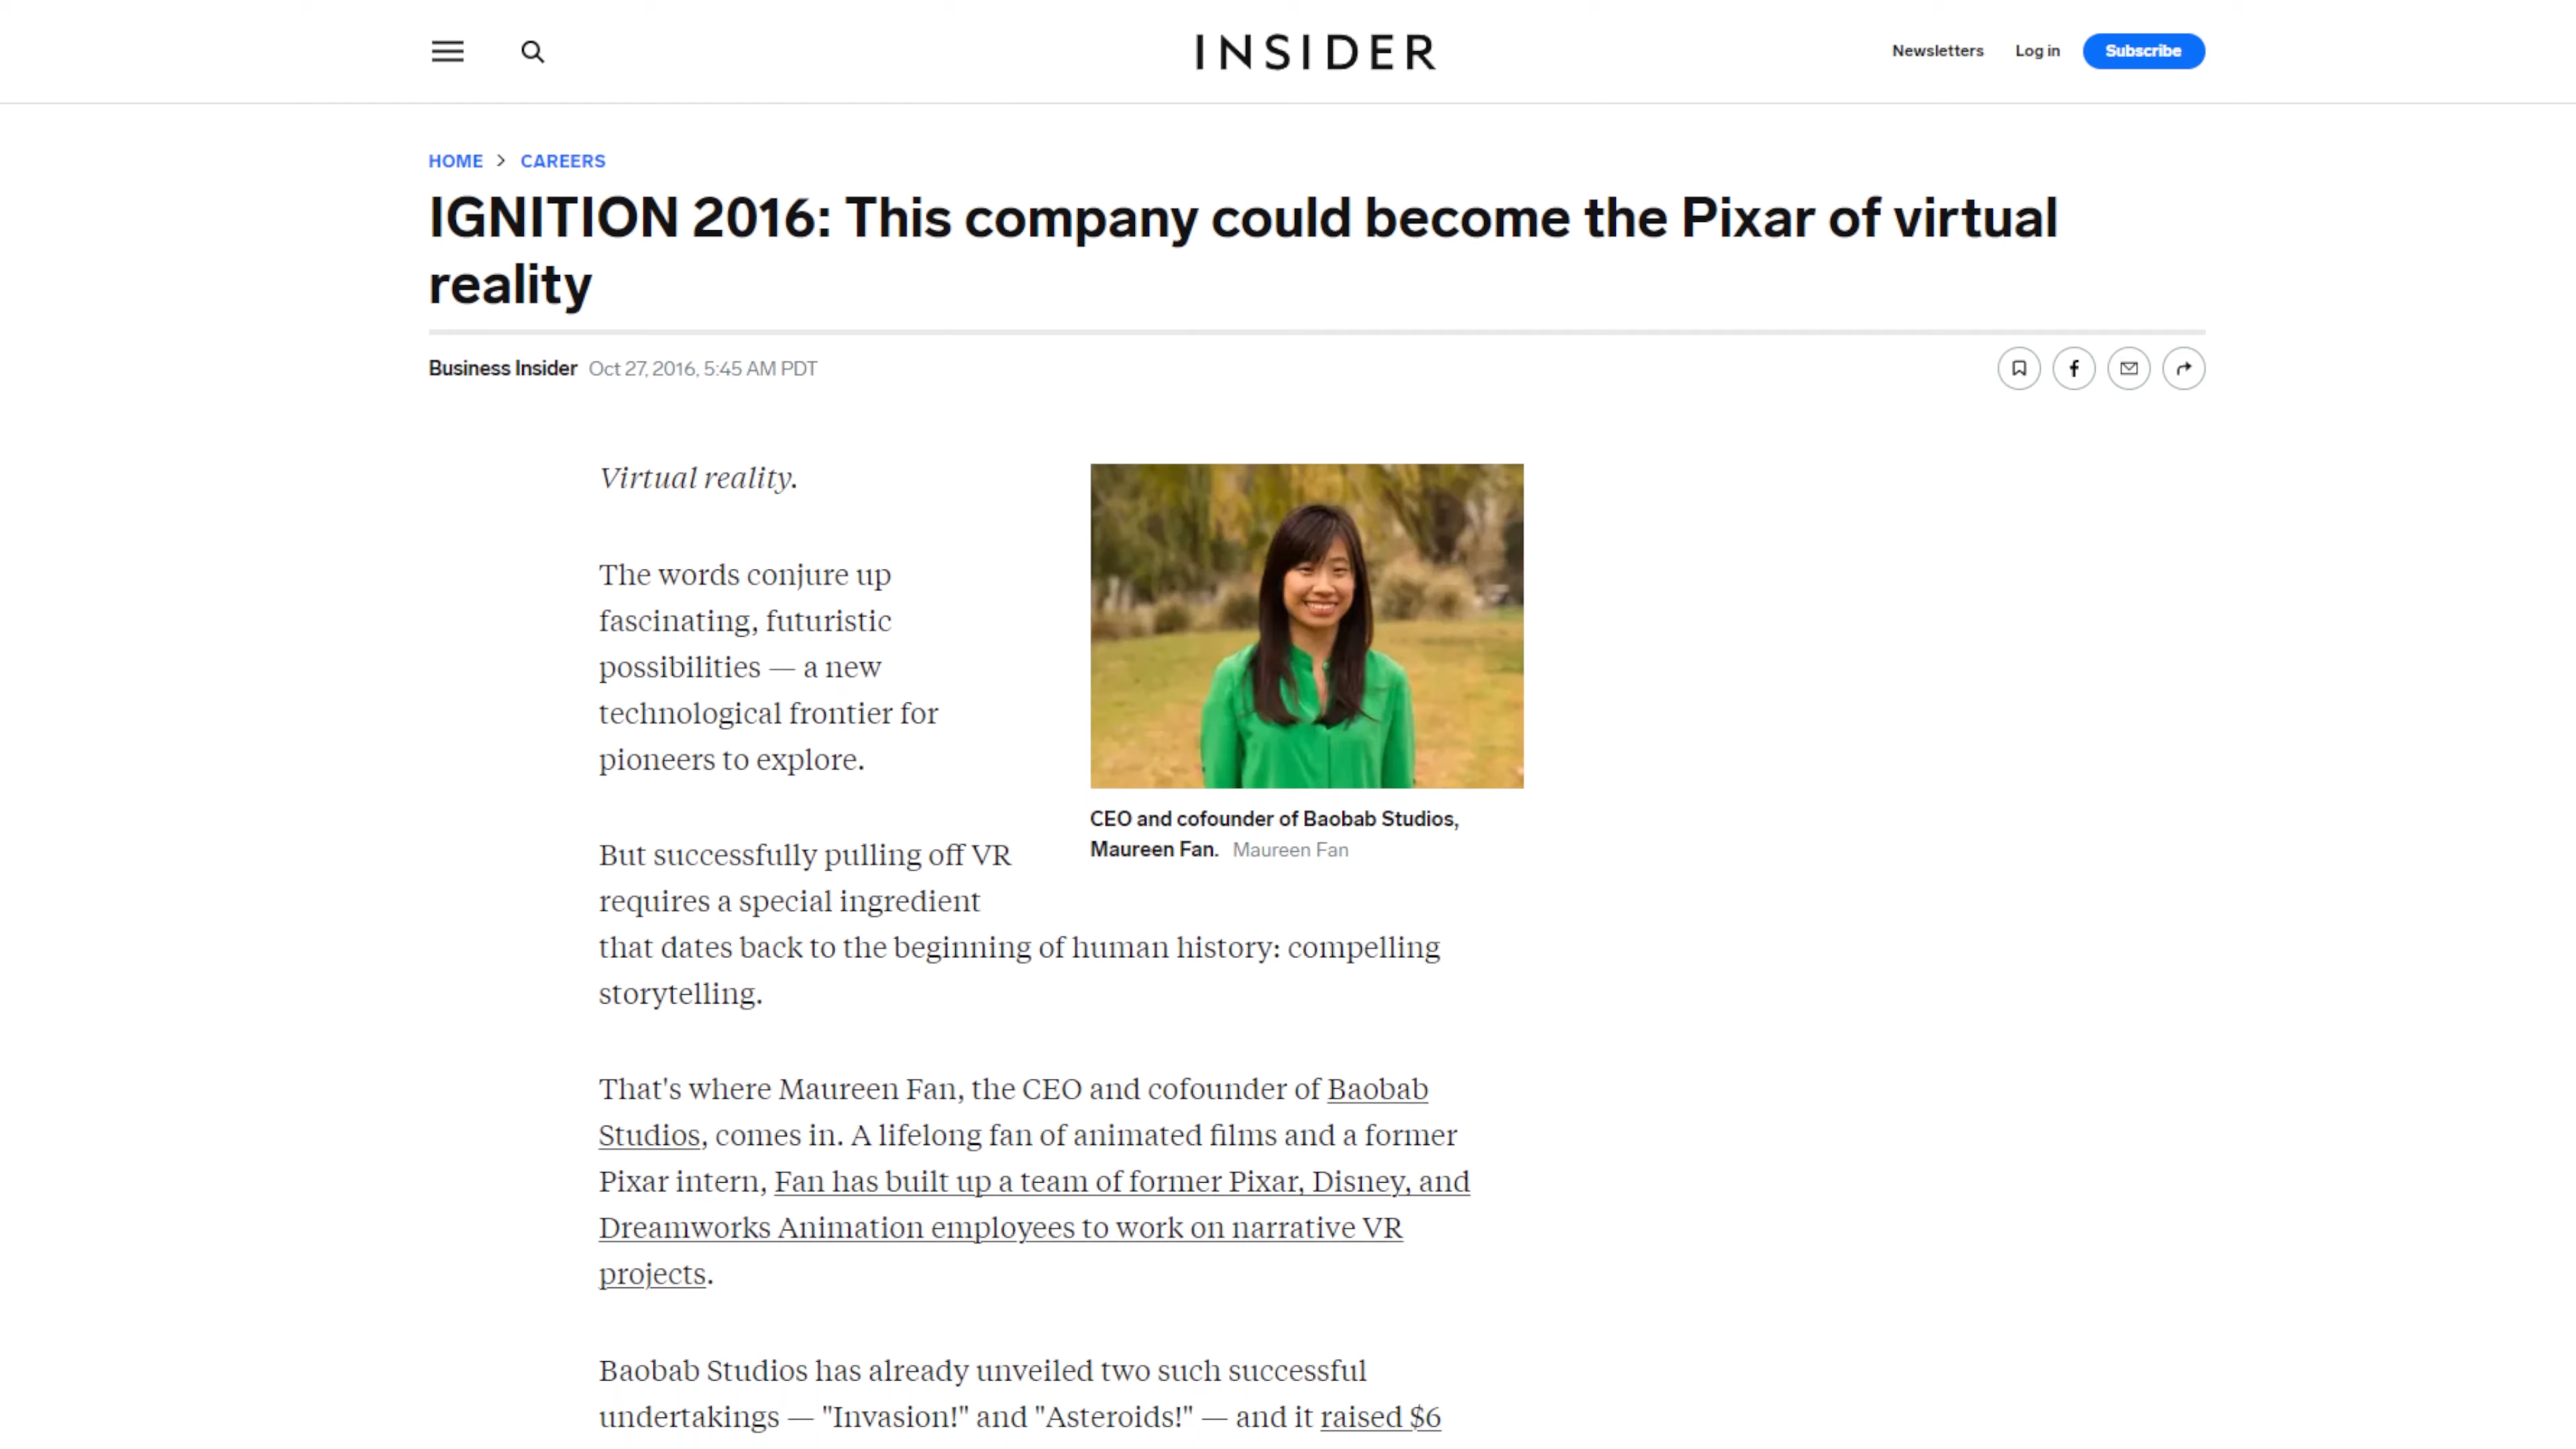 INSIDER
Newsletters Log in Subscribe
HOME > CAREERS
IGNITION 2016: This company could become the Pixar of virtual
reality
Business Insider Oct 27, 2016, 5:45 AM PDT
Virtual reality.
The words conjure up
fascinating, futuristic
possibilities — a new
technological frontier for
pioneers to explore.
CEO and cofounder of Baobab Studios,
Maureen Fan. Maureen Fan
But successfully pulling off VR
requires a special ingredient
that dates back to the beginning of human history: compelling
storytelling.
That's where Maureen Fan, the CEO and cofounder of Baobab
Studios, comes in. A lifelong fan of animated films and a former
Pixar intern, Fan has built up a team of former Pixar, Disney, and
Dreamworks Animation employees to work on narrative VR
projects.
Baobab Studios has already unveiled two such successful
undertakings — "Invasion!" and "Asteroids!" — and it raised $6